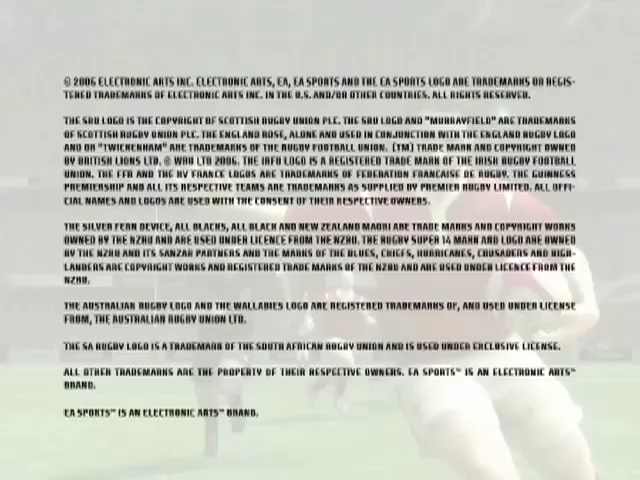 © 2006 ELECTRONIC ARTS INC. ELECTRONIC ARTS, EA, EA SPORTS AND THE EA SPORTS LOGO ARE TRADEMARKS OR REGIS-
TERED TRADEMARKS OF ELECTRONIC ARTS INC. IN THE U.S. AND/OR OTHER COUNTRIES. ALL RIGHTS RESERVED.
THE SRU LOGO IS THE COPYRIGHT OF SCOTTISH RUGBY UNION PLC. THE SRU LOGO AND "MURRAYFIELD" ARE TRADEMARKS
OF SCOTTISH RUGBY UNION PLC. THE ENGLAND ROSE, ALONE AND USED IN CONJUNCTION WITH THE ENGLAND RUGBY LOGO
AND OR "TWICKENHAM" ARE TRADEMARKS OF THE RUGBY FOOTBALL UNION. (TM) TRADE MARK AND COPYRIGHT OWNED
BY BRITISH LIONS LTD. © WRU LTD 2006. THE IRFU LOGO IS A REGISTERED TRADE MARK OF THE IRISH RUGBY FOOTBALL
UNION. THE FFR AND THE XV FRANCE LOGOS ARE TRADEMARKS OF FEDERATION FRANCAISE DE RUGBY. THE GUINNESS
PREMIERSHIP AND ALL ITS RESPECTIVE TEAMS ARE TRADEMARKS AS SUPPLIED BY PREMIER RUGBY LIMITED. ALL OFFI-
CIAL NAMES AND LOGOS ARE USED WITH THE CONSENT OF THEIR RESPECTIVE OWNERS.
THE SILVER FERN DEVICE, ALL BLACKS, ALL BLACK AND NEW ZEALAND MAORI ARE TRADE MARKS AND COPYRIGHT WORKS
OWNED BY THE NZRU AND ARE USED UNDER LICENCE FROM THE NZRU. THE RUGBY SUPER 14 MARK AND LOGO ARE OWNED
BY THE NZRU AND ITS SANZAR PARTNERS AND THE MARKS OF THE BLUES, CHIEFS, HURRICANES, CRUSADERS AND HIGH-
LANDERS ARE COPYRIGHT WORKS AND REGISTERED TRADE MARKS OF THE NZRU AND ARE USED UNDER LICENCE FROM THE
NZRU.
THE AUSTRALIAN RUGBY LOGO AND THE WALLABIES LOGO ARE REGISTERED TRADEMARKS OF, AND USED UNDER LICENSE
FROM, THE AUSTRALIAN RUGBY UNION LTD.
THE SA RUGBY LOGO IS A TRADEMARK OF THE SOUTH AFRICAN RUGBY UNION AND IS USED UNDER EXCLUSIVE LICENSE.
ALL OTHER TRADEMARKS ARE THE PROPERTY OF THEIR RESPECTIVE OWNERS. EA SPORTS™ IS AN ELECTRONIC ARTS™
BRAND.
EA SPORTS™ IS AN ELECTRONIC ARTS™ BRAND.